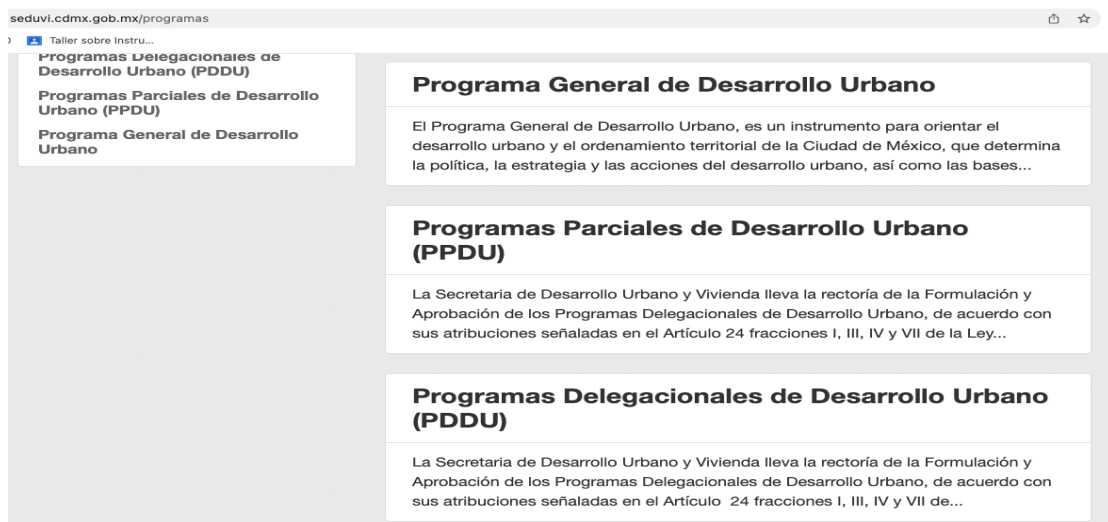 seduvi.cdmx.gob.mx/programas
Taller sobre Instru...
Programas Delegacionales de
Desarrollo Urbano (PDDU)
Programas Parciales de Desarrollo
Urbano (PPDU)
Programa General de Desarrollo
Urbano
Programa General de Desarrollo Urbano
El Programa General de Desarrollo Urbano, es un instrumento para orientar el
desarrollo urbano y el ordenamiento territorial de la Ciudad de México, que determina
la política, la estrategia y las acciones del desarrollo urbano, así como las bases...
Programas Parciales de Desarrollo Urbano
(PPDU)
La Secretaria de Desarrollo Urbano y Vivienda lleva la rectoría de la Formulación y
Aprobación de los Programas Delegacionales de Desarrollo Urbano, de acuerdo con
sus atribuciones señaladas en el Artículo 24 fracciones I, III, IV y VII de la Ley...
Programas Delegacionales de Desarrollo Urbano
(PDDU)
La Secretaria de Desarrollo Urbano y Vivienda lleva la rectoría de la Formulación y
Aprobación de los Programas Delegacionales de Desarrollo Urbano, de acuerdo con
sus atribuciones señaladas en el Artículo  24 fracciones I, III, IV y VII de...